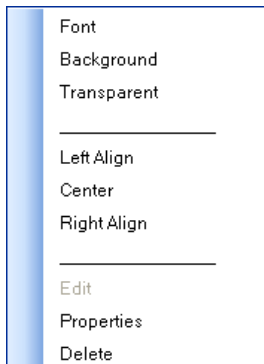 Font
Background
Transparent
Left Align
Center
Right Align
Edit
Properties
Delete